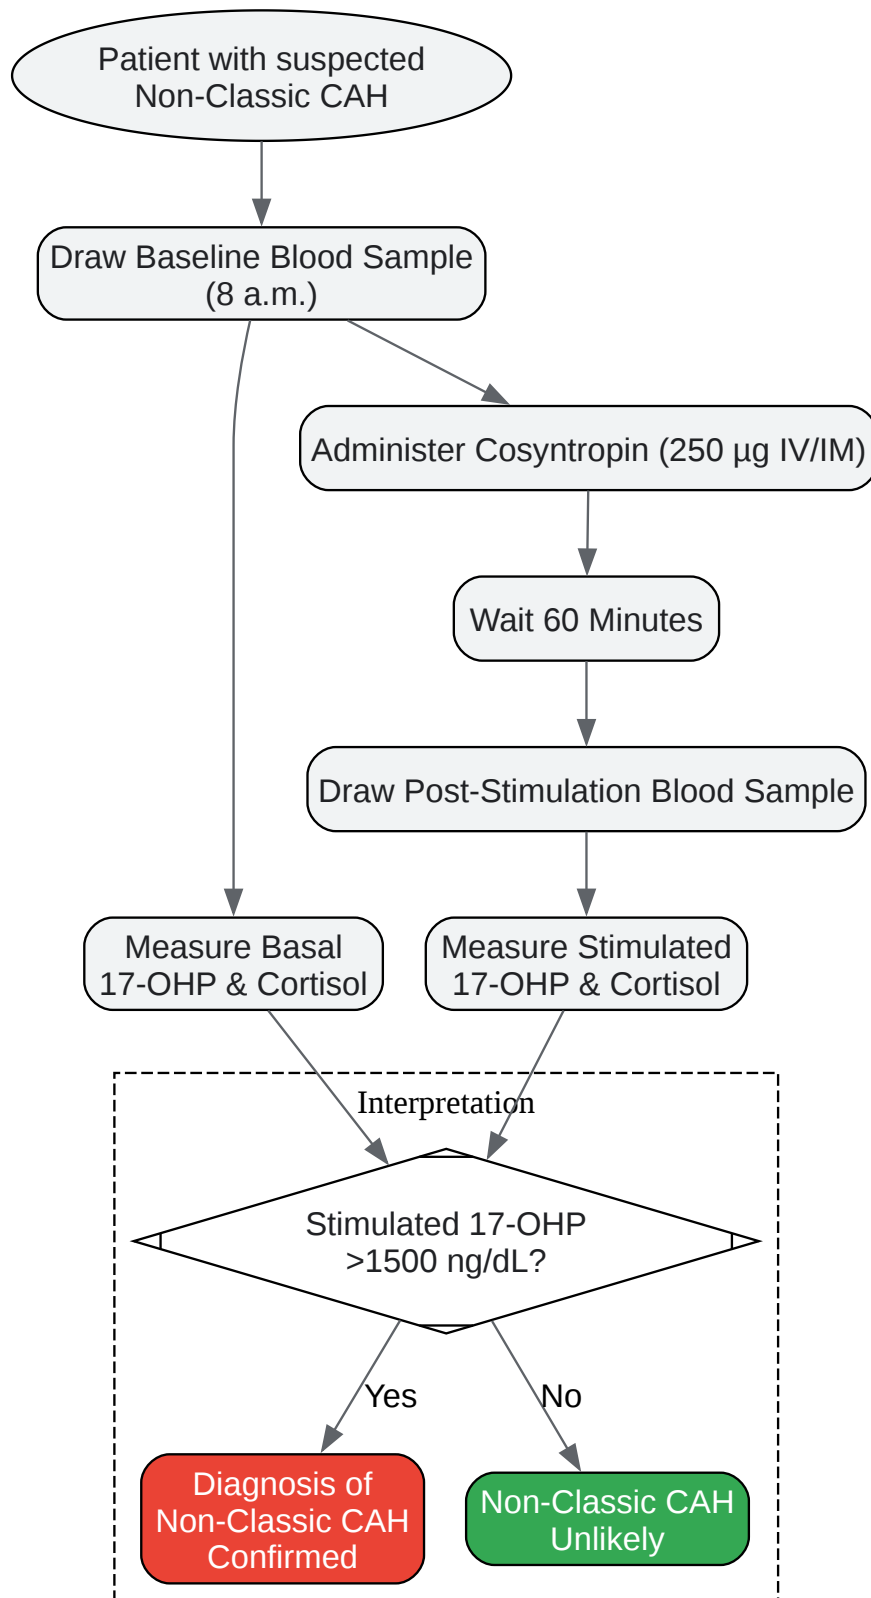 Patient with suspected
Non-Classic CAH
Draw Baseline Blood Sample
(8 a.m.)
Administer Cosyntropin (250 µg IV/IM)
Wait 60 Minutes
Draw Post-Stimulation Blood Sample
Measure Basal
17-OHP & Cortisol
Measure Stimulated
17-OHP & Cortisol
Interpretation
Stimulated 17-OHP
>1500 ng/dL?
Yes
No
Diagnosis of
Non-Classic CAH
Confirmed
Non-Classic CAH
Unlikely